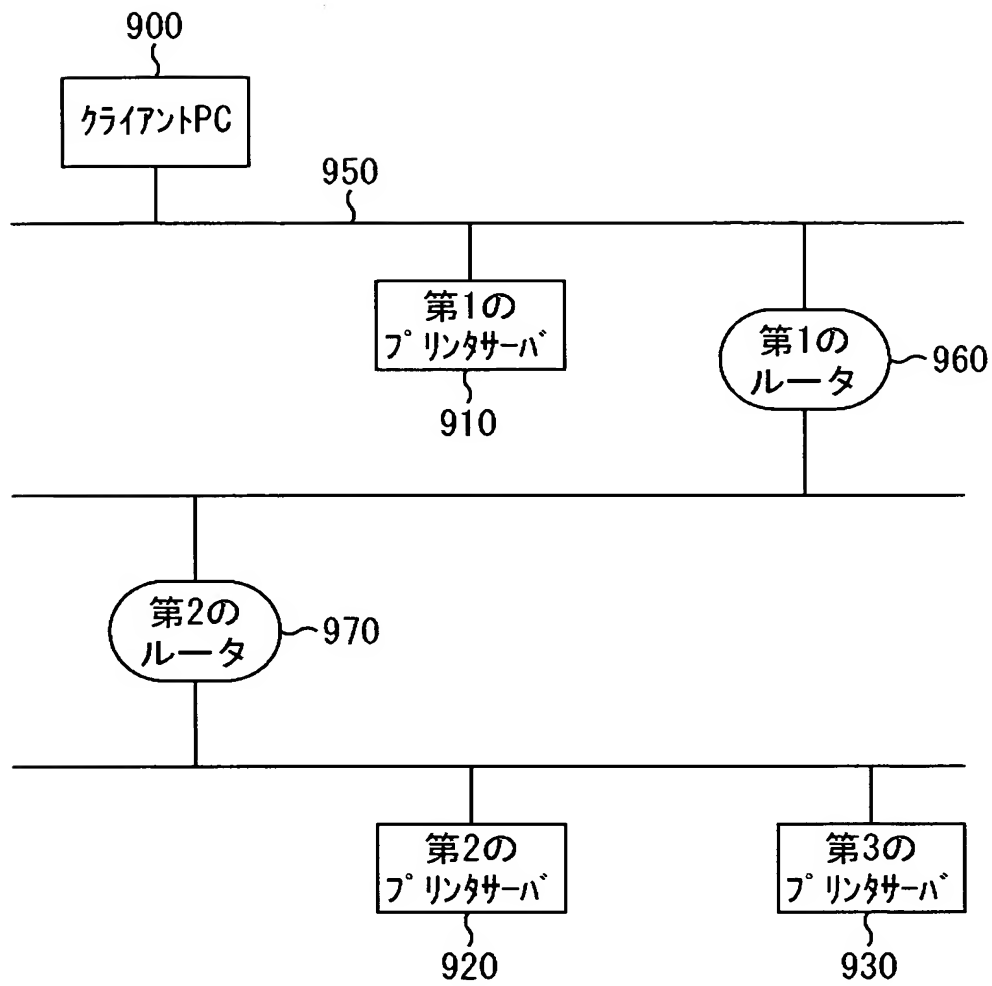 900
クライアントPC
950
第1の
プリンタサーバ
910
第1の
ルータ
960
第2の
ルータ
970
第2の
プリンタサーバ
920
第3の
プリンタサーバ
930